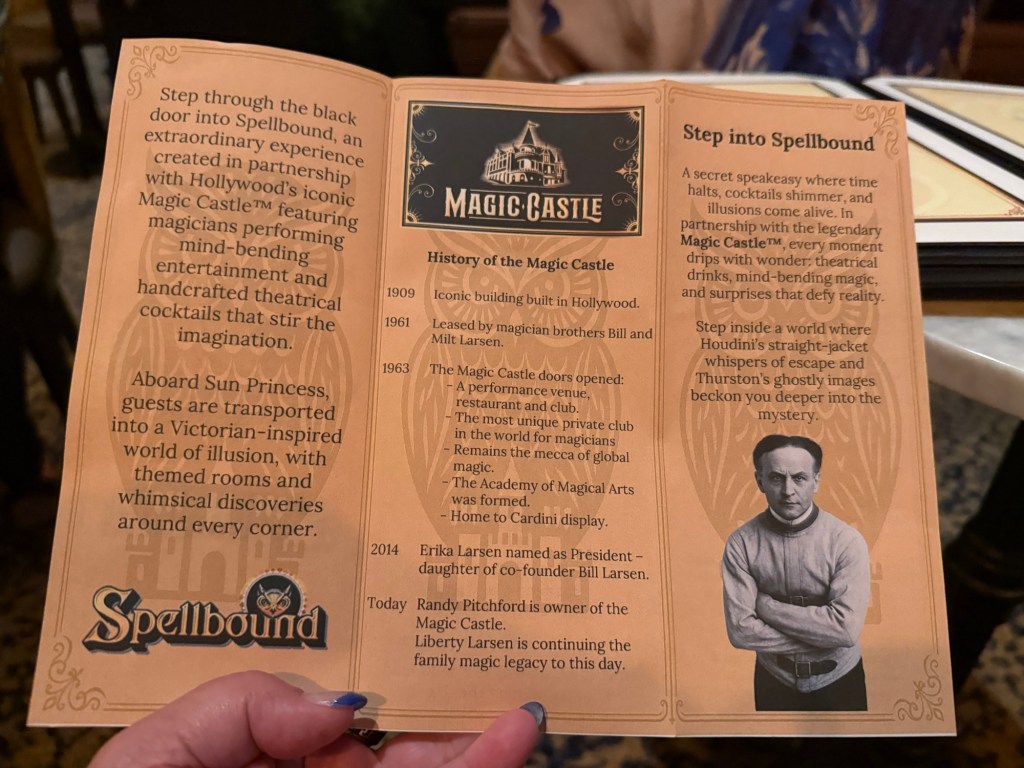 Step through the black
door into Spellbound, an
extraordinary experience
created in partnership
with Hollywood's iconic
Magic Castle™ featuring
magicians performing
mind-bending
entertainment and
handcrafted theatrical
cocktails that stir the
imagination.
Aboard Sun Princess,
guests are transported
into a Victorian-inspired
world of illusion, with
themed rooms and
whimsical discoveries
around every corner.
Spellbound
MAGIC·CASTLE
History of the Magic Castle
1909 Iconic building built in Hollywood.
1961 Leased by magician brothers Bill and
Milt Larsen.
1963 The Magic Castle doors opened:
- A performance venue,
restaurant and club.
- The most unique private club
in the world for magicians
- Remains the mecca of global
magic.
- The Academy of Magical Arts
was formed.
- Home to Cardini display.
2014 Erika Larsen named as President –
daughter of co-founder Bill Larsen.
Today Randy Pitchford is owner of the
Magic Castle.
Liberty Larsen is continuing the
family magic legacy to this day.
Step into Spellbound
A secret speakeasy where time
halts, cocktails shimmer, and
illusions come alive. In
partnership with the legendary
Magic Castle™, every moment
drips with wonder: theatrical
drinks, mind-bending magic,
and surprises that defy reality.
Step inside a world where
Houdini's straight-jacket
whispers of escape and
Thurston's ghostly images
beckon you deeper into the
mystery.